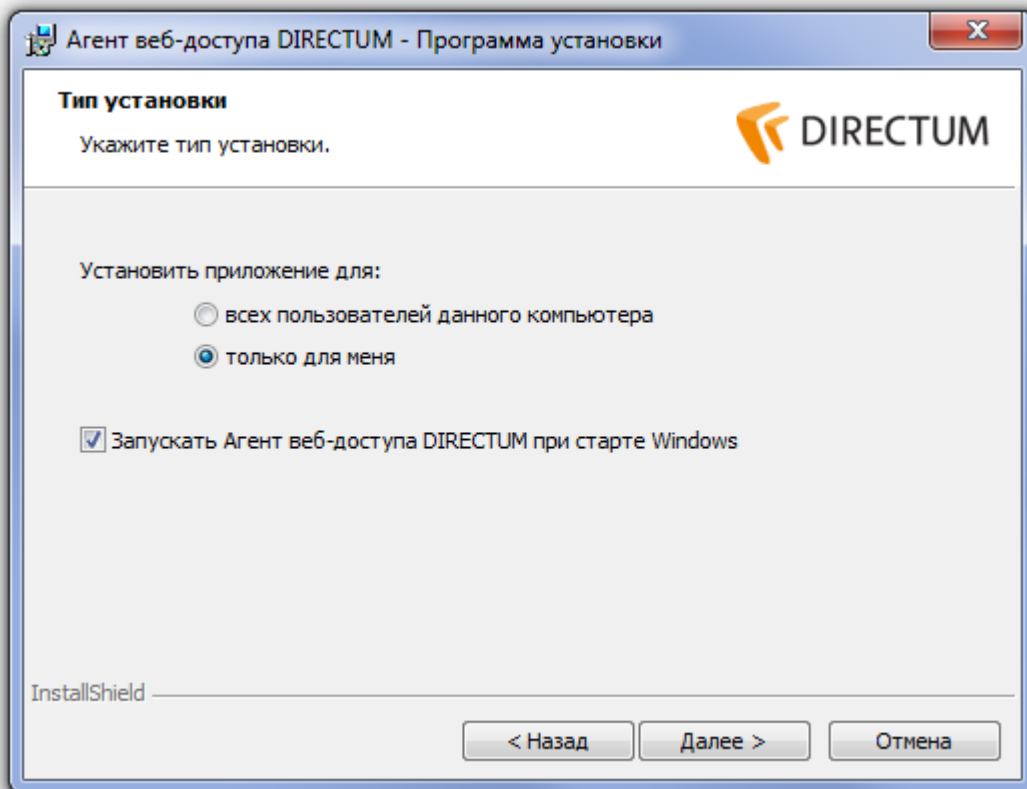 Агент веб-доступа DIRECTUM - Программа установки
Тип установки
Укажите тип установки.
DIRECTUM
Установить приложение для:
всех пользователей данного компьютера
только для меня
Запускать Агент веб-доступа DIRECTUM при старте Windows
InstallShield
< Назад
Далее >
Отмена